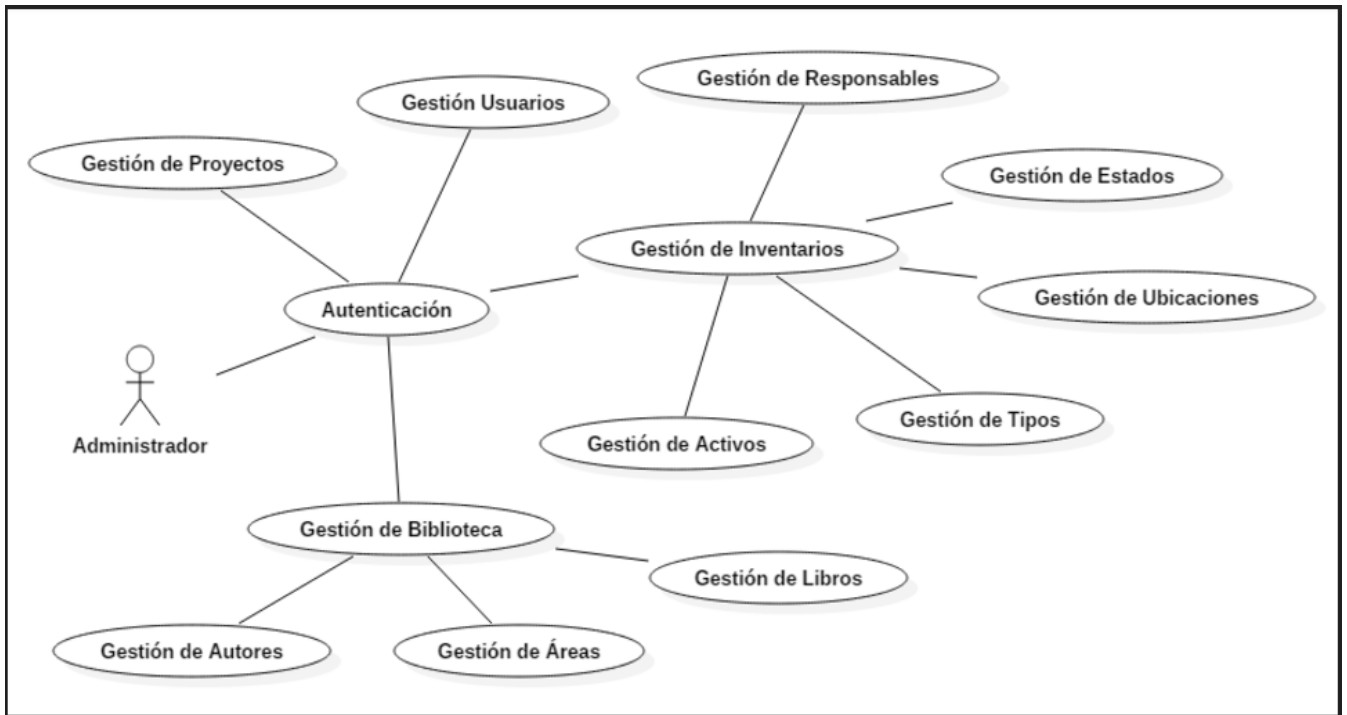 Gestión de Responsables
Gestión Usuarios
Gestión de Proyectos
Gestión de Estados
Gestión de Inventarios
Gestión de Ubicaciones
Autenticación
Administrador
Gestión de Tipos
Gestión de Activos
Gestión de Biblioteca
Gestión de Libros
Gestión de Autores
Gestión de Áreas